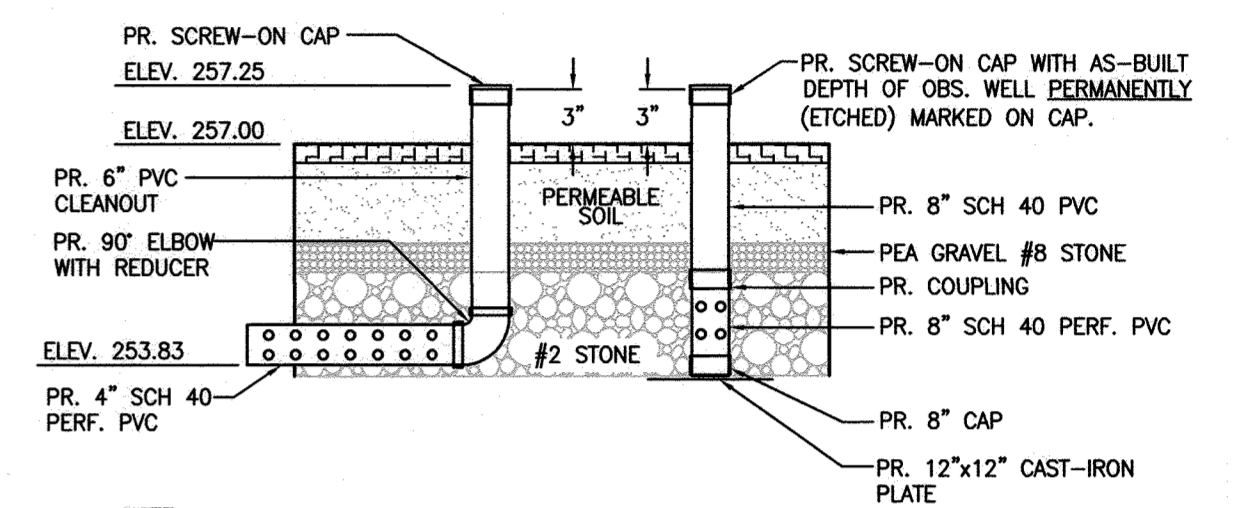 PR. SCREW-ON CAP
ELEV. 257.25
ELEV. 257.00
PR. 6" PVC
CLEANOUT
PR. 90° ELBOW
WITH REDUCER
ELEV. 253.83
PR. 4" SCH 40
PERF. PVC
3"
3"
PERMEABLE
SOIL
#2 STONE
PR. SCREW-ON CAP WITH AS-BUILT
DEPTH OF OBS. WELL PERMANENTLY
(ETCHED) MARKED ON CAP.
PR. 8" SCH 40 PVC
PEA GRAVEL #8 STONE
PR. COUPLING
PR. 8" SCH 40 PERF. PVC
PR. 8" CAP
PR. 12"x12" CAST-IRON
PLATE